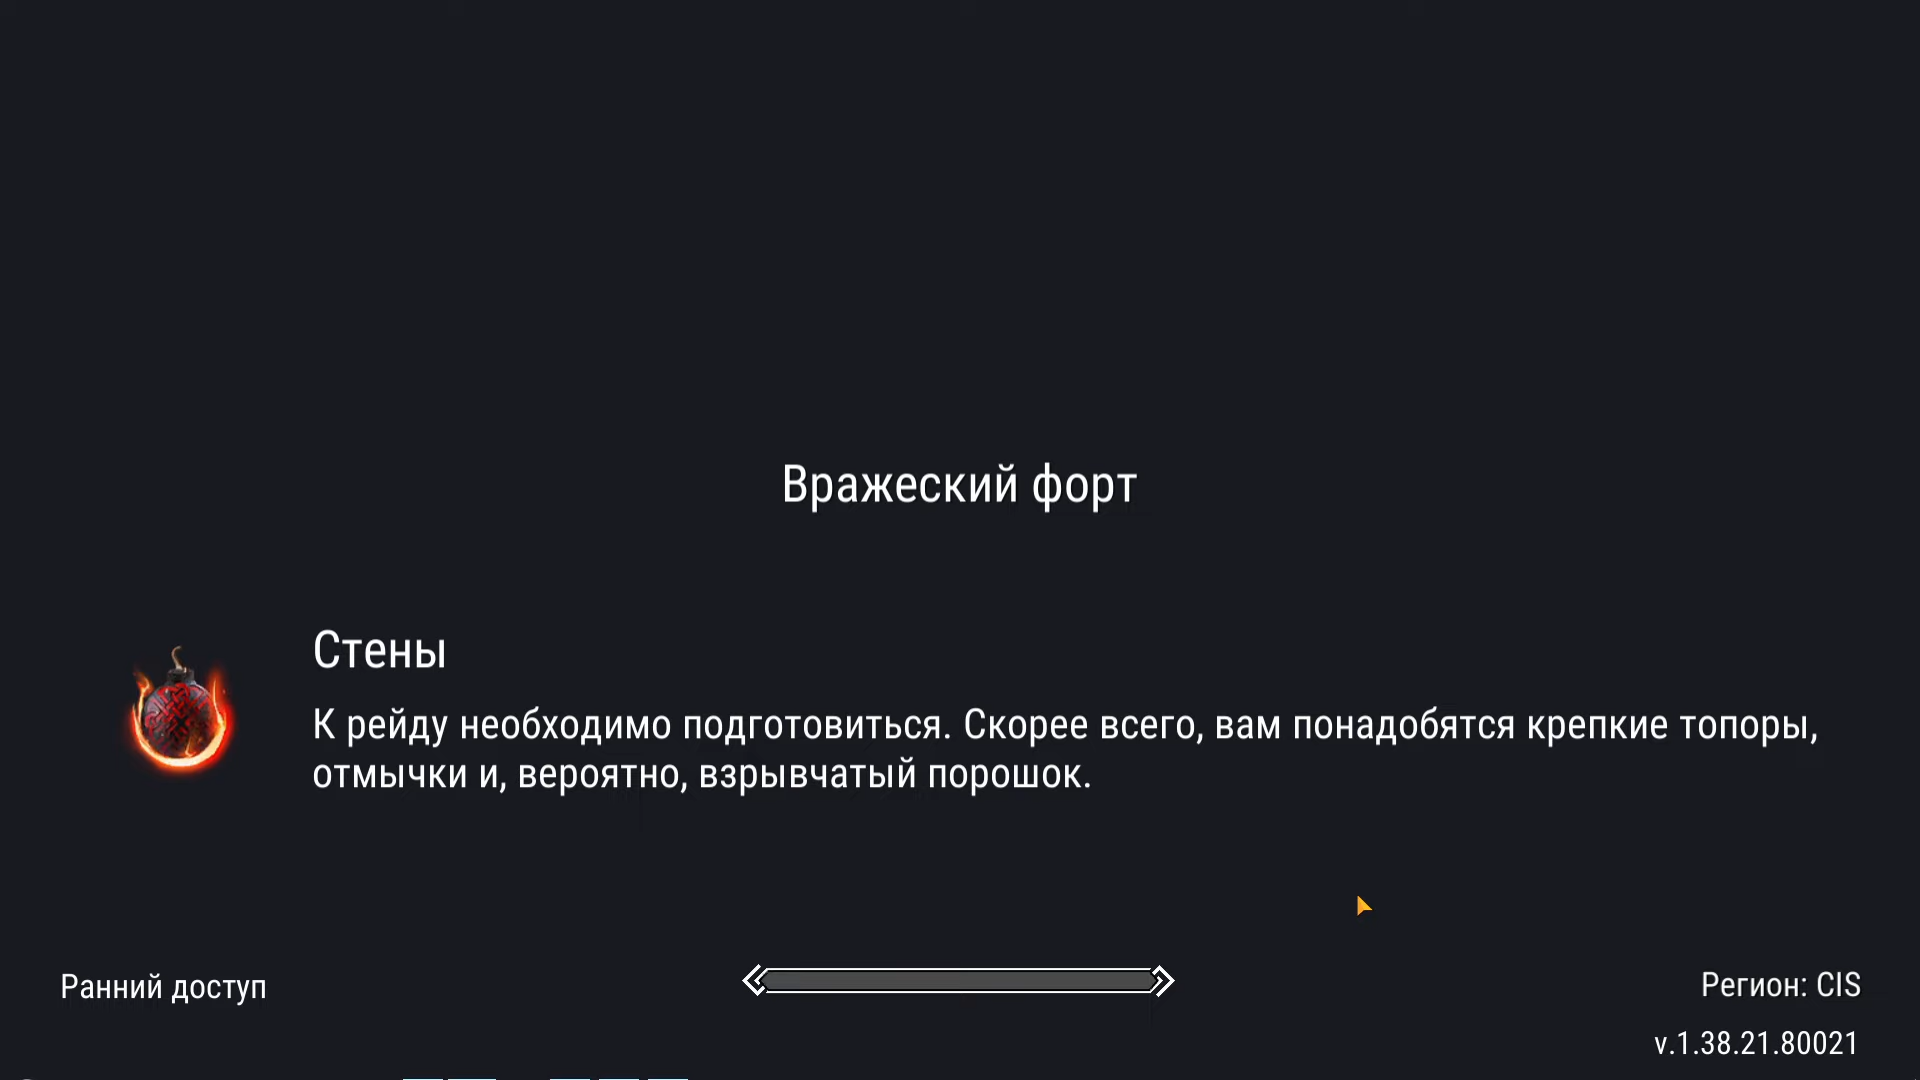 Вражеский форт
Стены
К рейду необходимо подготовиться. Скорее всего, вам понадобятся крепкие топоры,
отмычки и, вероятно, взрывчатый порошок.
Ранний доступ
Регион: CIS
v.1.38.21.80021